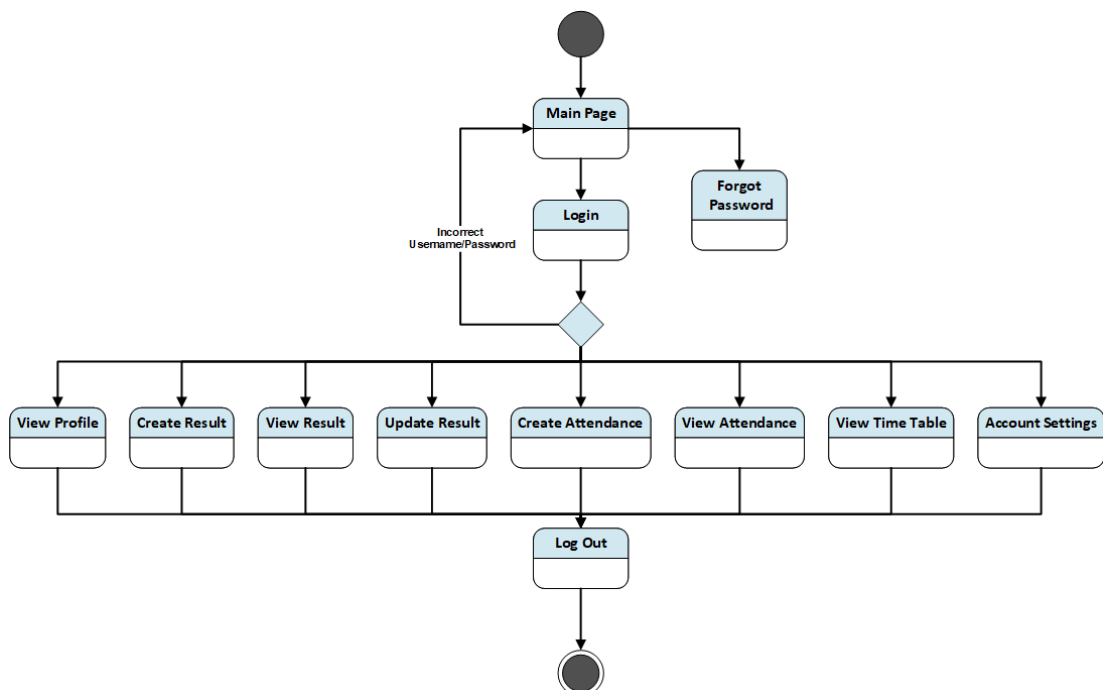 Main Page
Forgot
Password
Login
Incorrect
Username/Password
View Profile
Create Result
View Result
Update Result
Create Attendance
View Attendance
View Time Table
Account Settings
Log Out